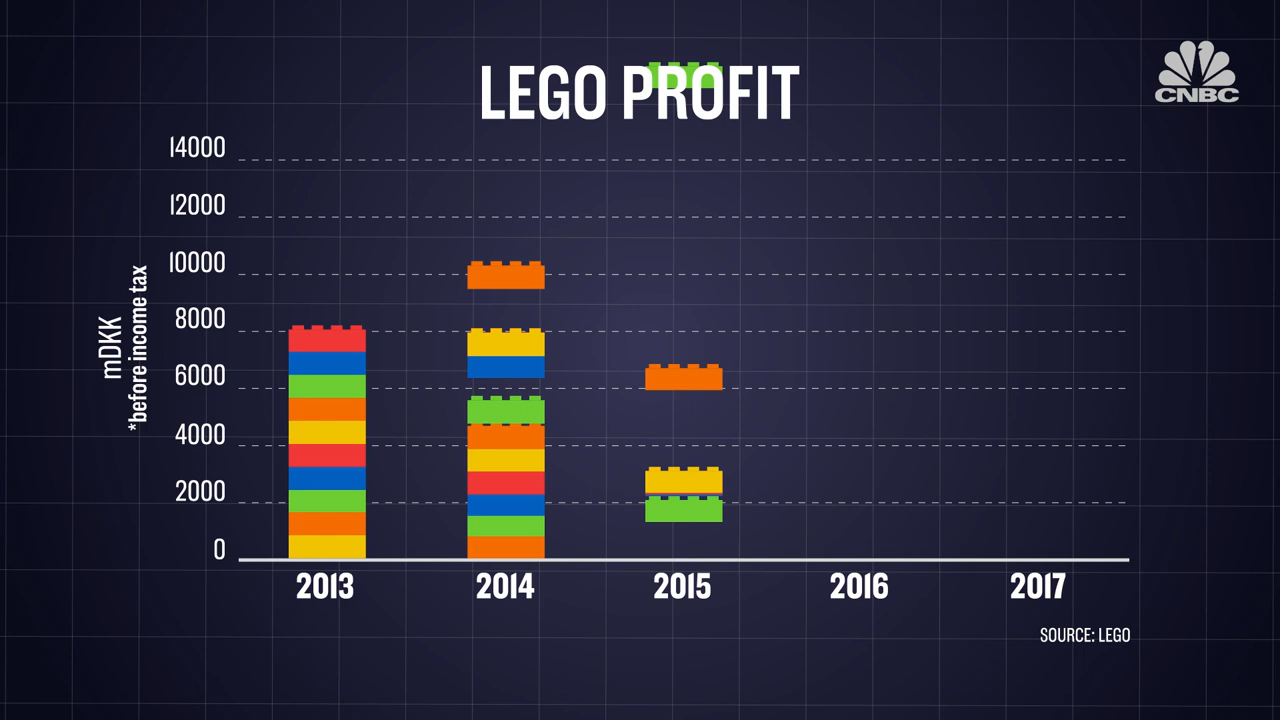 LEGO PROFIT
CNBC
14000
12000
10000
8000
6000
4000
2000
0
mDKK
*before income tax
2013 2014 2015 2016 2017
SOURCE: LEGO